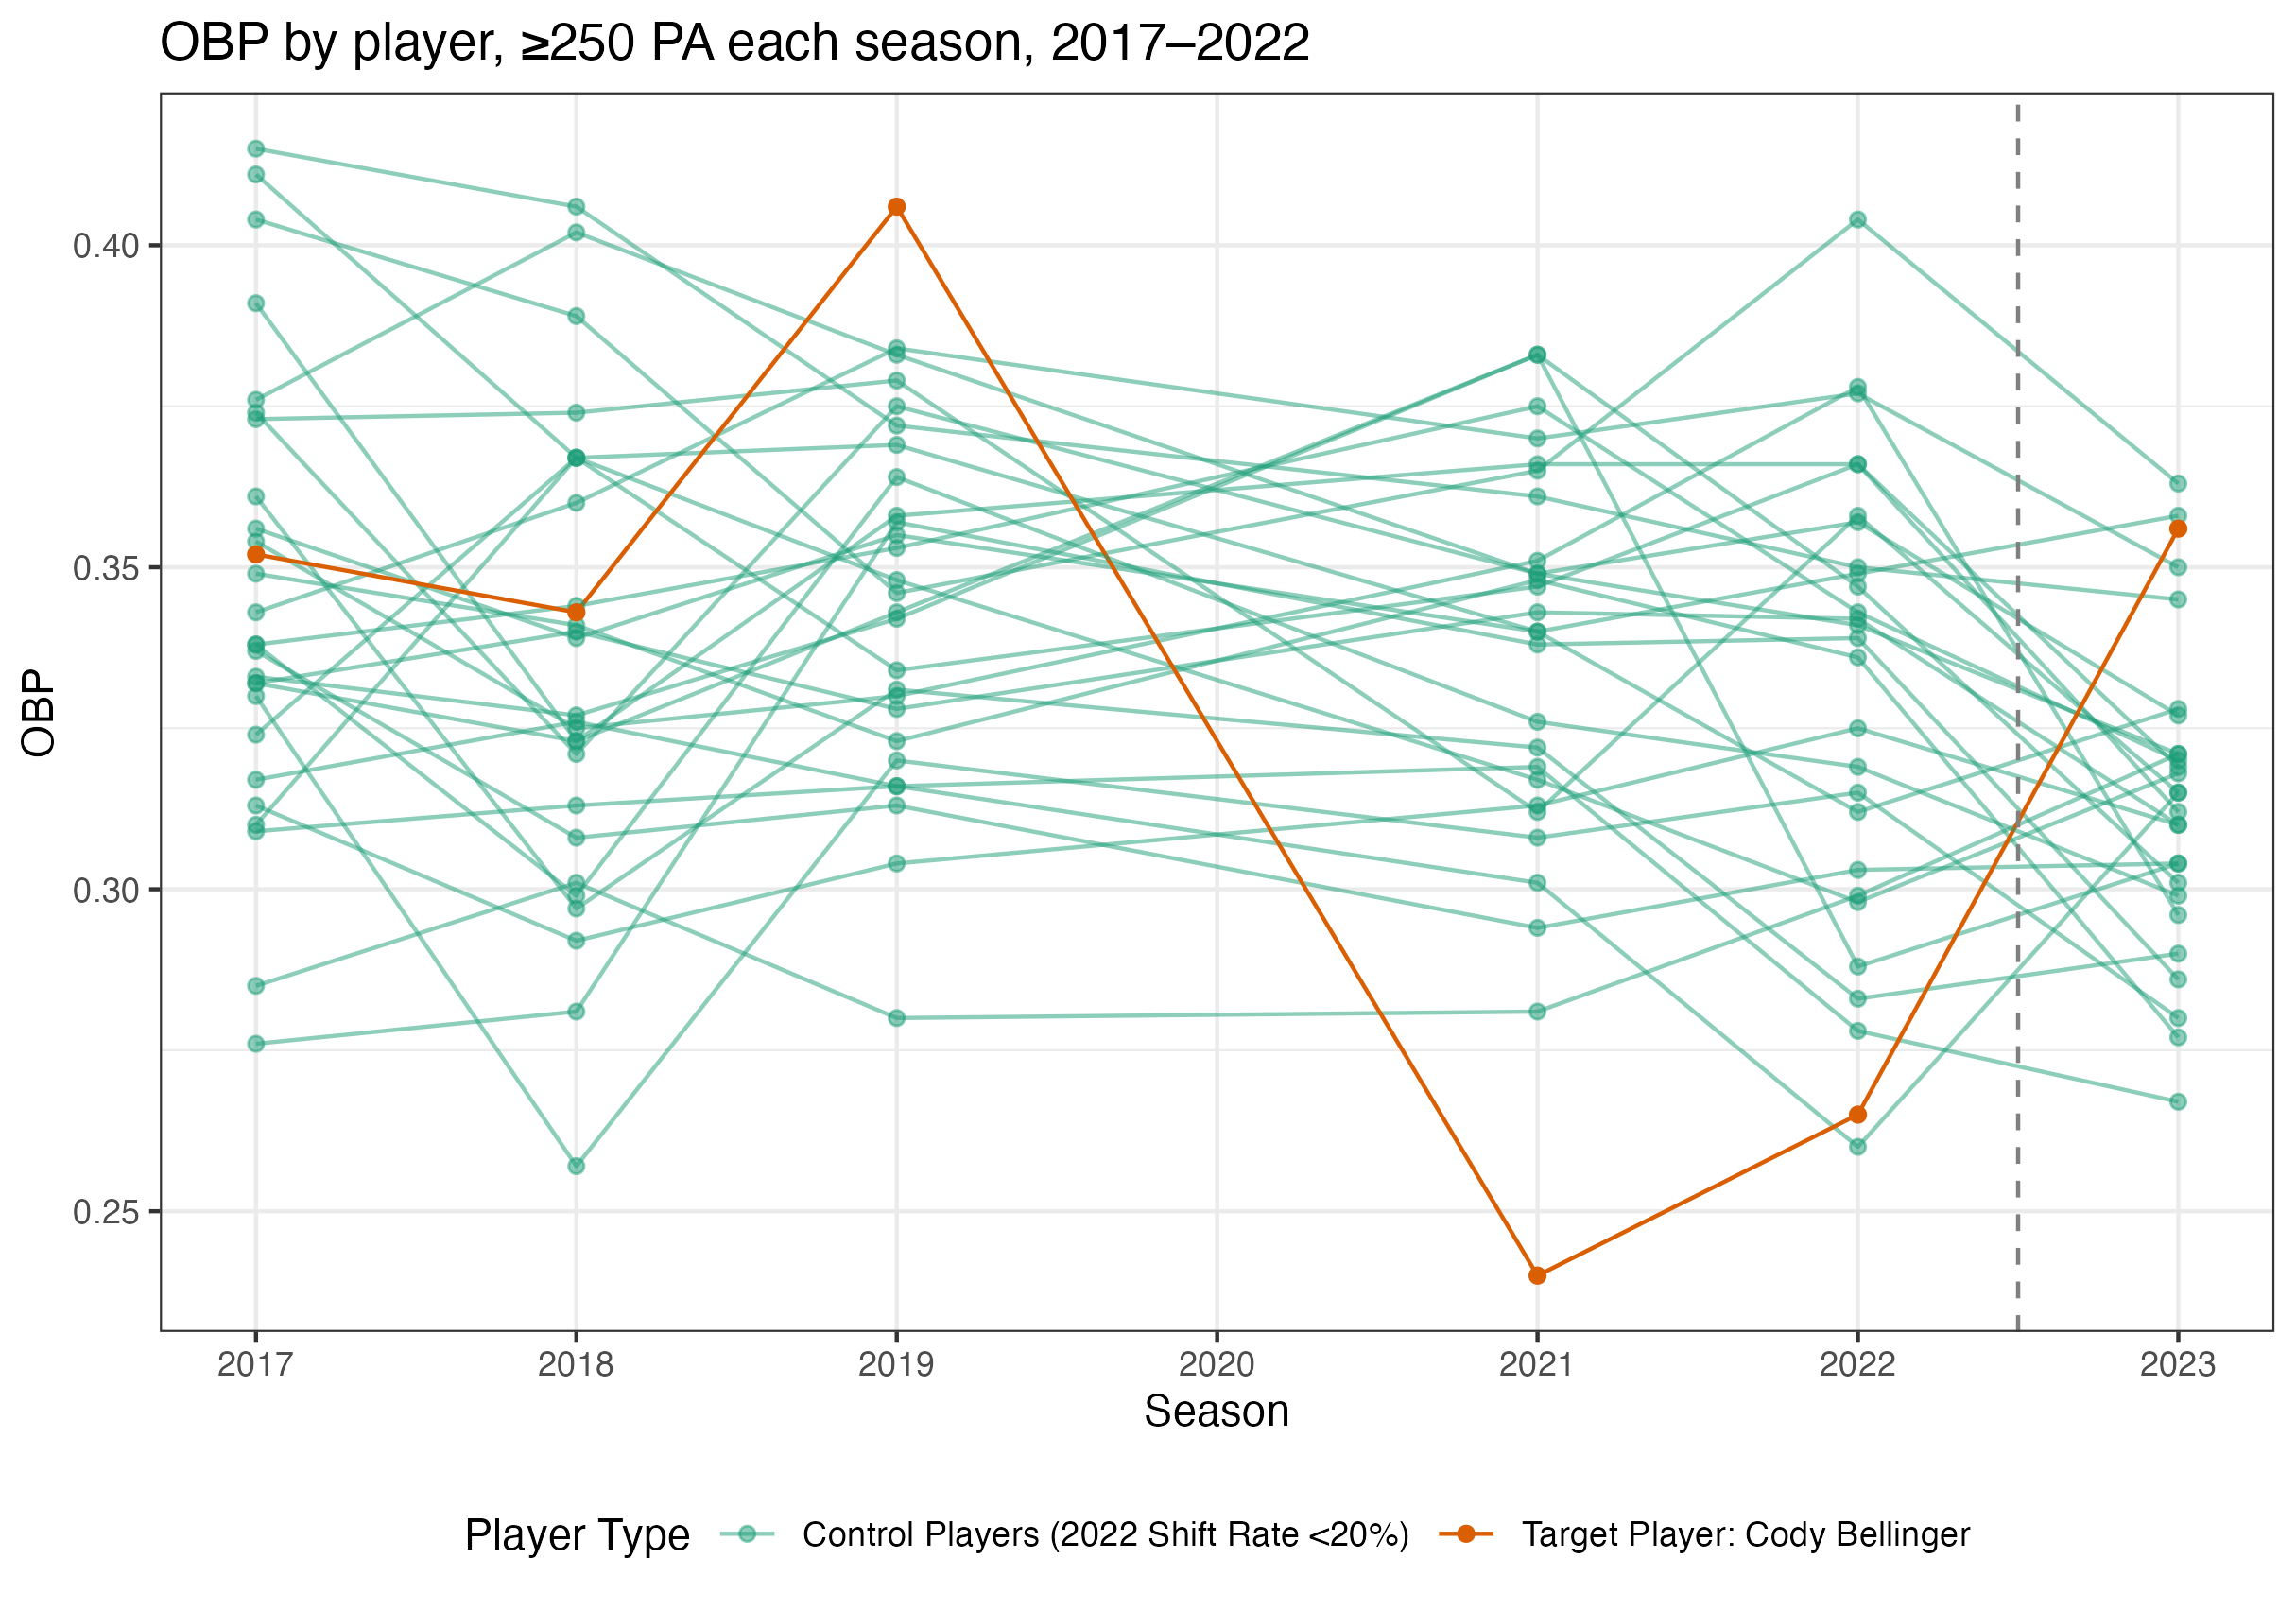 OBP by player, ≥250 PA each season, 2017–2022
OBP
0.40
0.35
0.30
0.25
2017 2018 2019 2020 2021 2022 2023
Season
Player Type Control Players (2022 Shift Rate <20%) Target Player: Cody Bellinger